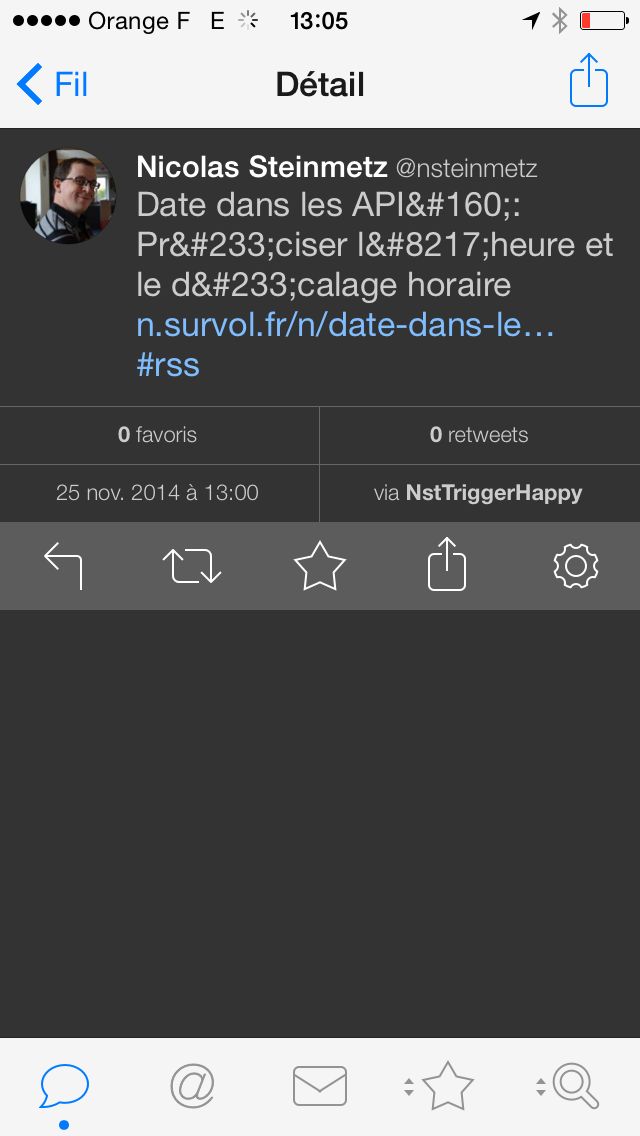 Orange F E 13:05
Fil Détail
Nicolas Steinmetz @nsteinmetz
Date dans les API&#160;:
Pr&#233;ciser l&#8217;heure et
le d&#233;calage horaire
n.survol.fr/n/date-dans-le…
#rss
0 favoris 0 retweets
25 nov. 2014 à 13:00 via NstTriggerHappy
@